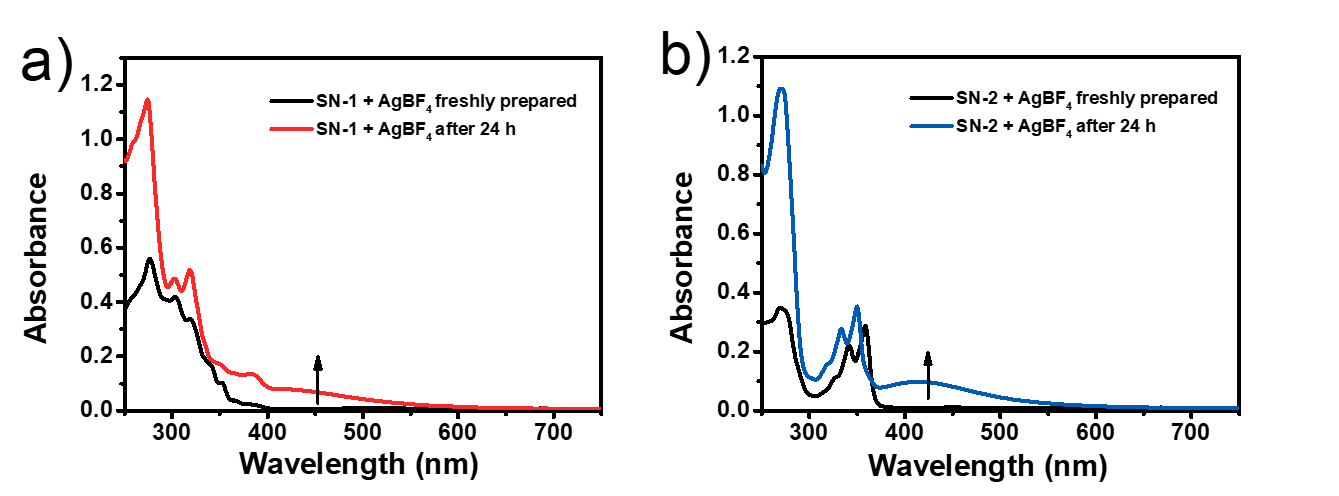 a)
SN-1 + AgBF4 freshly prepared
SN-1 + AgBF4 after 24 h
1.2
1.0
0.8
0.6
0.4
0.2
0.0
Absorbance
300 400 500 600 700
Wavelength (nm)
b)
SN-2 + AgBF4 freshly prepared
SN-2 + AgBF4 after 24 h
1.2
1.0
0.8
0.6
0.4
0.2
0.0
Absorbance
300 400 500 600 700
Wavelength (nm)